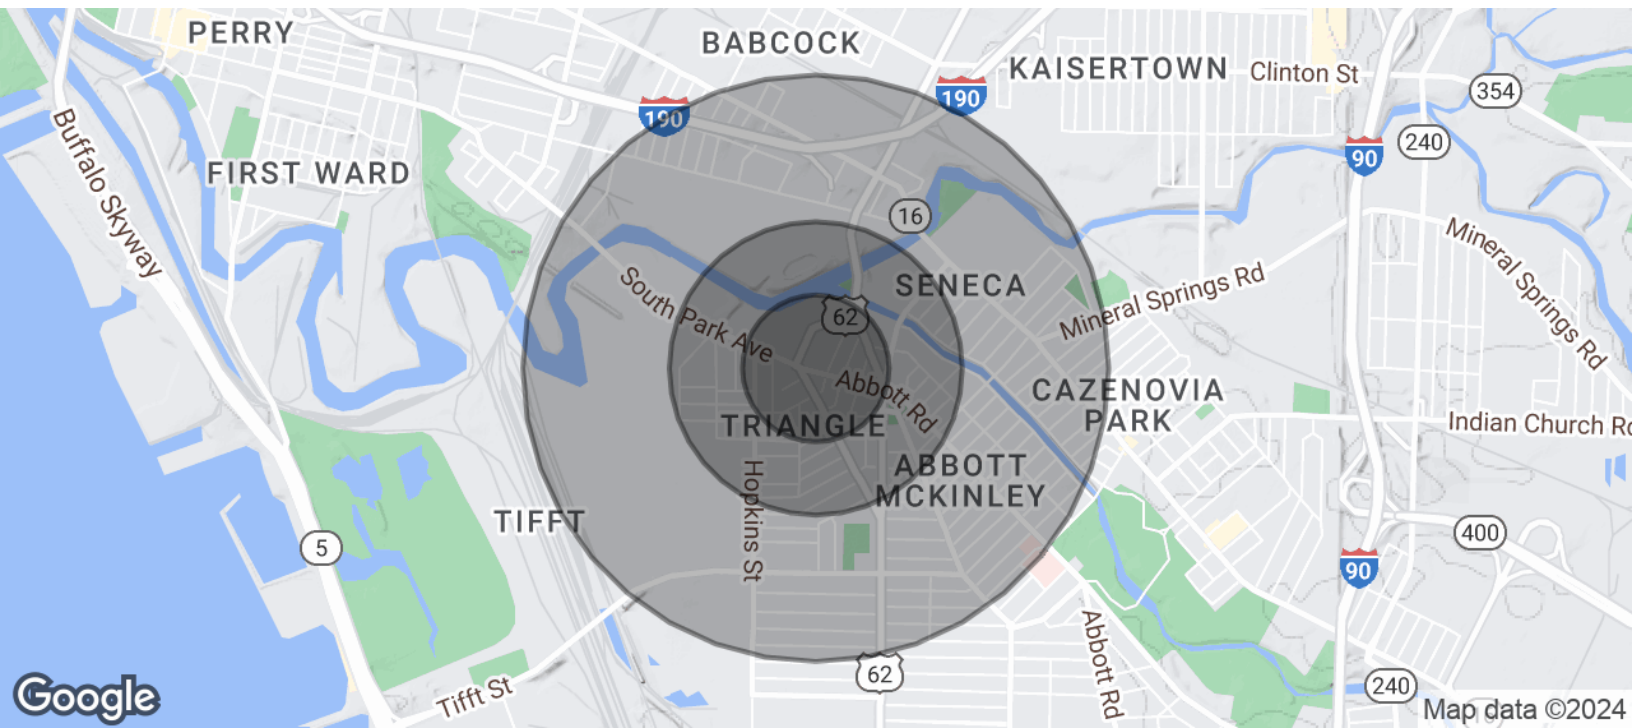 PERRY
BABCOCK
KAISERTOWN
Clinton St
354
190
190
240
90
Buffalo Skyway
FIRST WARD
16
Mineral Springs Rd
SENECA
Mineral Springs Rd
South Park Ave
62
Abbott Rd
CAZENOVIA
PARK
Indian Church Rd
TRIANGLE
ABBOTT
MCKINLEY
Hopkins St
TIFFT
5
400
90
Abbott Rd
62
240
Tifft St
Google
Map data ©2024